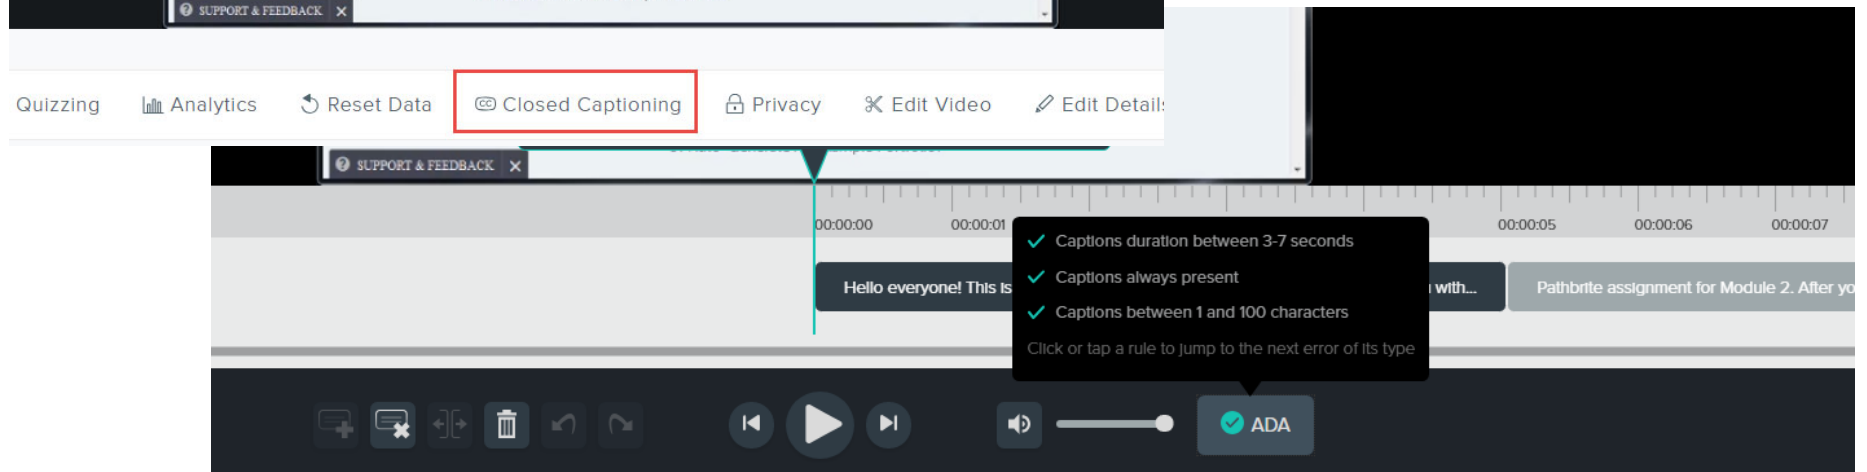 SUPPORT & FEEDBACK X
Quizzing Analytics Reset Data CC Closed Captioning Privacy Edit Video Edit Details
SUPPORT & FEEDBACK X
00:00:00 00:00:01 00:00:05 00:00:06 00:00:07
Captions duration between 3-7 seconds
Captions always present
Hello everyone! This is with... Pathbrite assignment for Module 2. After yo
Captions between 1 and 100 characters
Click or tap a rule to jump to the next error of its type
ADA